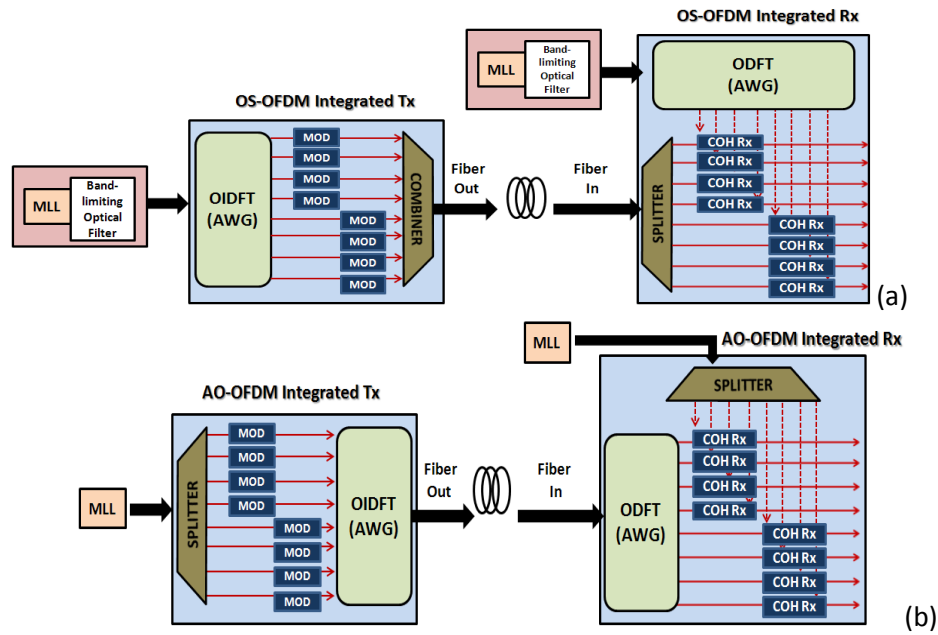 OS-OFDM Integrated Rx
MLL
Band-
limiting
Optical
Filter
ODFT
(AWG)
OS-OFDM Integrated Tx
MLL
Band-
limiting
Optical
Filter
OIDFT
(AWG)
MOD
MOD
MOD
MOD
MOD
MOD
MOD
MOD
COMBINER
Fiber
Out
Fiber
In
SPLITTER
COH Rx
COH Rx
COH Rx
COH Rx
COH Rx
COH Rx
COH Rx
COH Rx
(a)
MLL
AO-OFDM Integrated Rx
SPLITTER
AO-OFDM Integrated Tx
MLL
SPLITTER
MOD
MOD
MOD
MOD
MOD
MOD
MOD
MOD
OIDFT
(AWG)
Fiber
Out
Fiber
In
ODFT
(AWG)
COH Rx
COH Rx
COH Rx
COH Rx
COH Rx
COH Rx
COH Rx
COH Rx
(b)